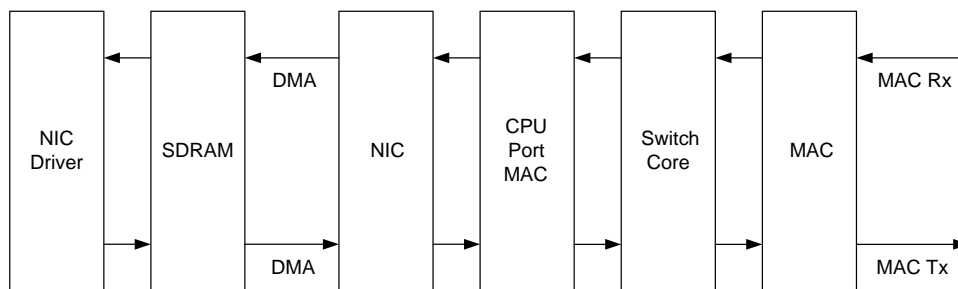 DMA
MAC Rx
NIC
Driver
SDRAM
NIC
CPU
Port
MAC
Switch
Core
MAC
DMA
MAC Tx